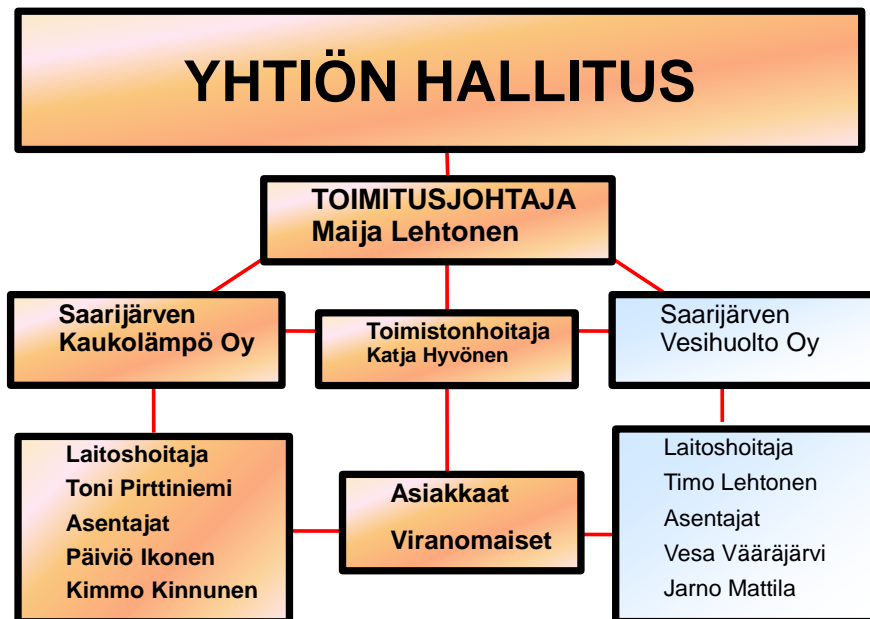 YHTIÖN HALLITUS
TOIMITUSJOHTAJA
Maija Lehtonen
Saarijärven
Kaukolämpö Oy
Toimistonhoitaja
Katja Hyvönen
Saarijärven
Vesihuolto Oy
Laitoshoitaja
Toni Pirttiniemi
Asentajat
Päiviö Ikonen
Kimmo Kinnunen
Asiakkaat
Viranomaiset
Laitoshoitaja
Timo Lehtonen
Asentajat
Vesa Vääräjärvi
Jarno Mattila